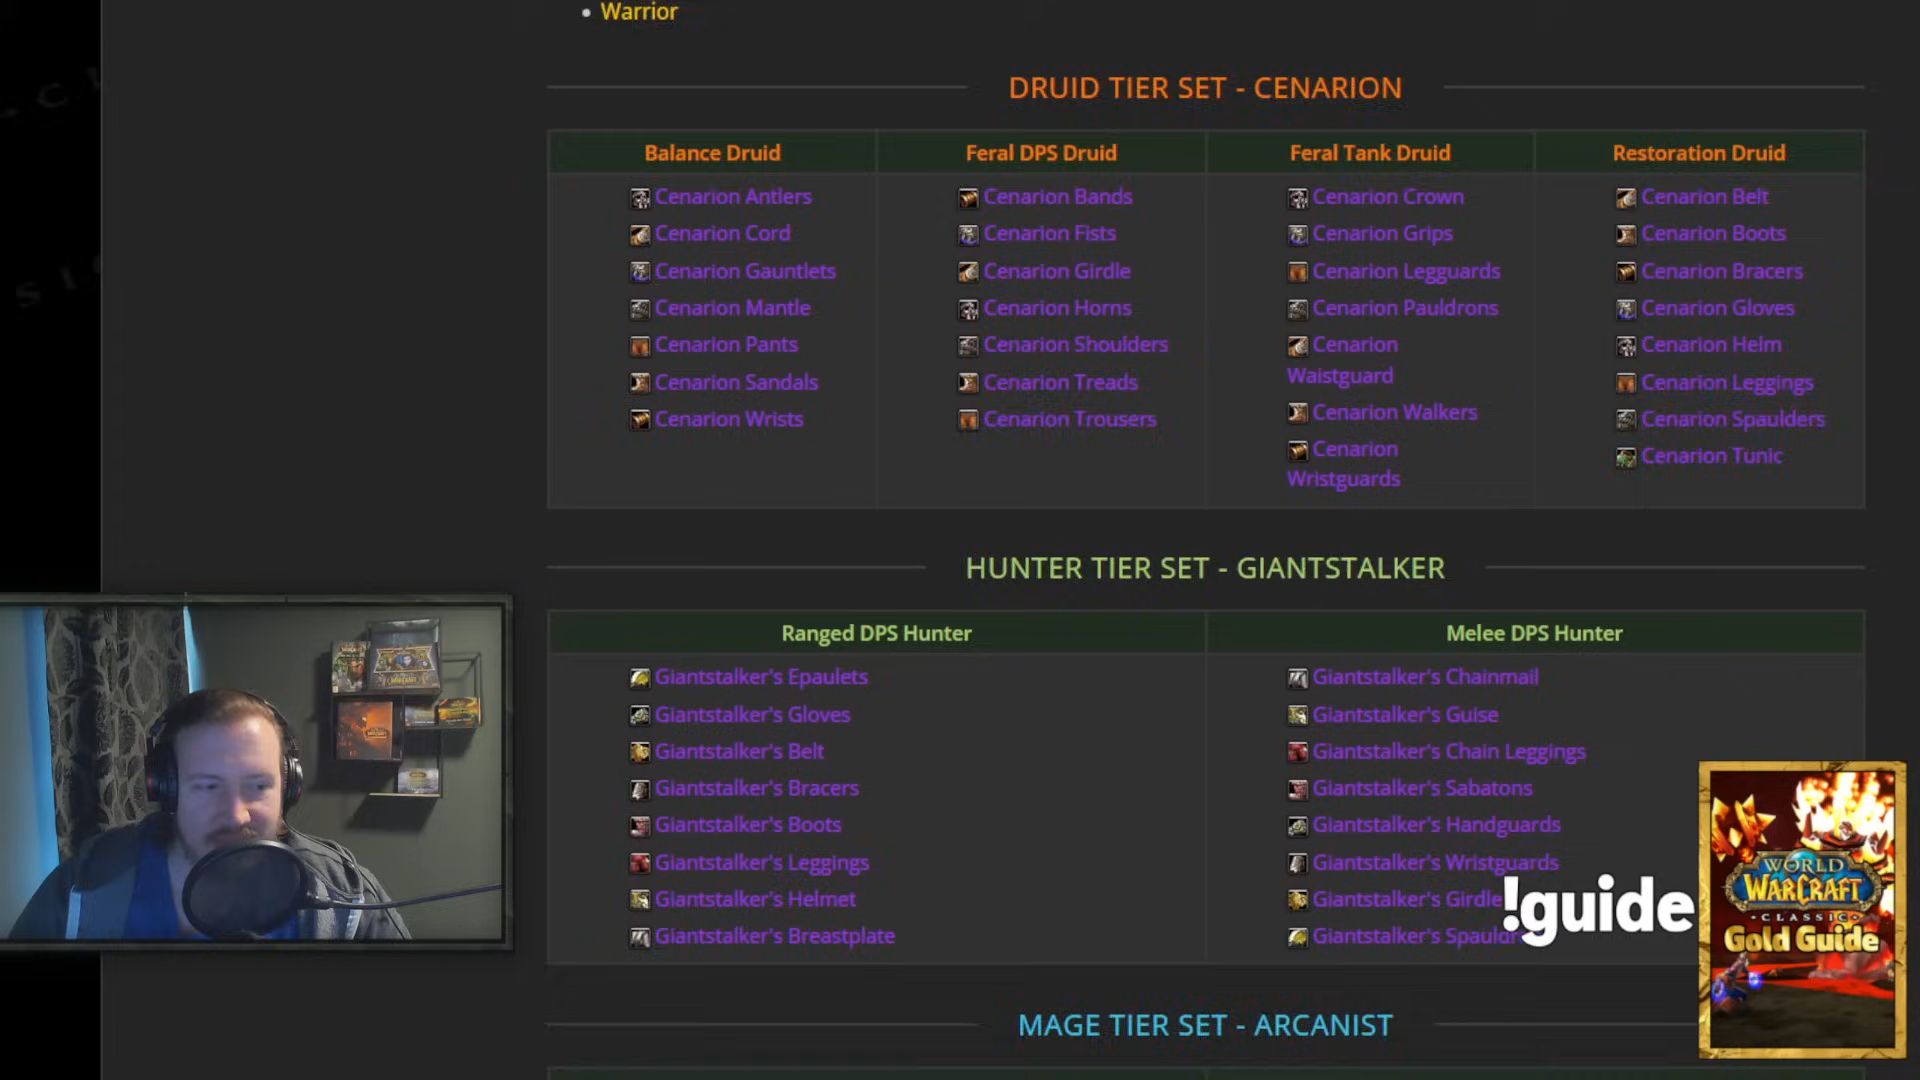 Warrior
DRUID TIER SET - CENARION
Balance Druid
Cenarion Antlers
Cenarion Cord
Cenarion Gauntlets
Cenarion Mantle
Cenarion Pants
Cenarion Sandals
Cenarion Wrists
Feral DPS Druid
Cenarion Bands
Cenarion Fists
Cenarion Girdle
Cenarion Horns
Cenarion Shoulders
Cenarion Treads
Cenarion Trousers
Feral Tank Druid
Cenarion Crown
Cenarion Grips
Cenarion Legguards
Cenarion Pauldrons
Cenarion
Waistguard
Cenarion Walkers
Cenarion
Wristguards
Restoration Druid
Cenarion Belt
Cenarion Boots
Cenarion Bracers
Cenarion Gloves
Cenarion Helm
Cenarion Leggings
Cenarion Spaulders
Cenarion Tunic
HUNTER TIER SET - GIANTSTALKER
Ranged DPS Hunter
Giantstalker's Epaulets
Giantstalker's Gloves
Giantstalker's Belt
Giantstalker's Bracers
Giantstalker's Boots
Giantstalker's Leggings
Giantstalker's Helmet
Giantstalker's Breastplate
Melee DPS Hunter
Giantstalker's Chainmail
Giantstalker's Guise
Giantstalker's Chain Leggings
Giantstalker's Sabatons
Giantstalker's Handguards
Giantstalker's Wristguards
Giantstalker's Girdle
Giantstalker's
!guide
WORLD
WARCRAFT
CLASSIC
Gold Guide
MAGE TIER SET - ARCANIST